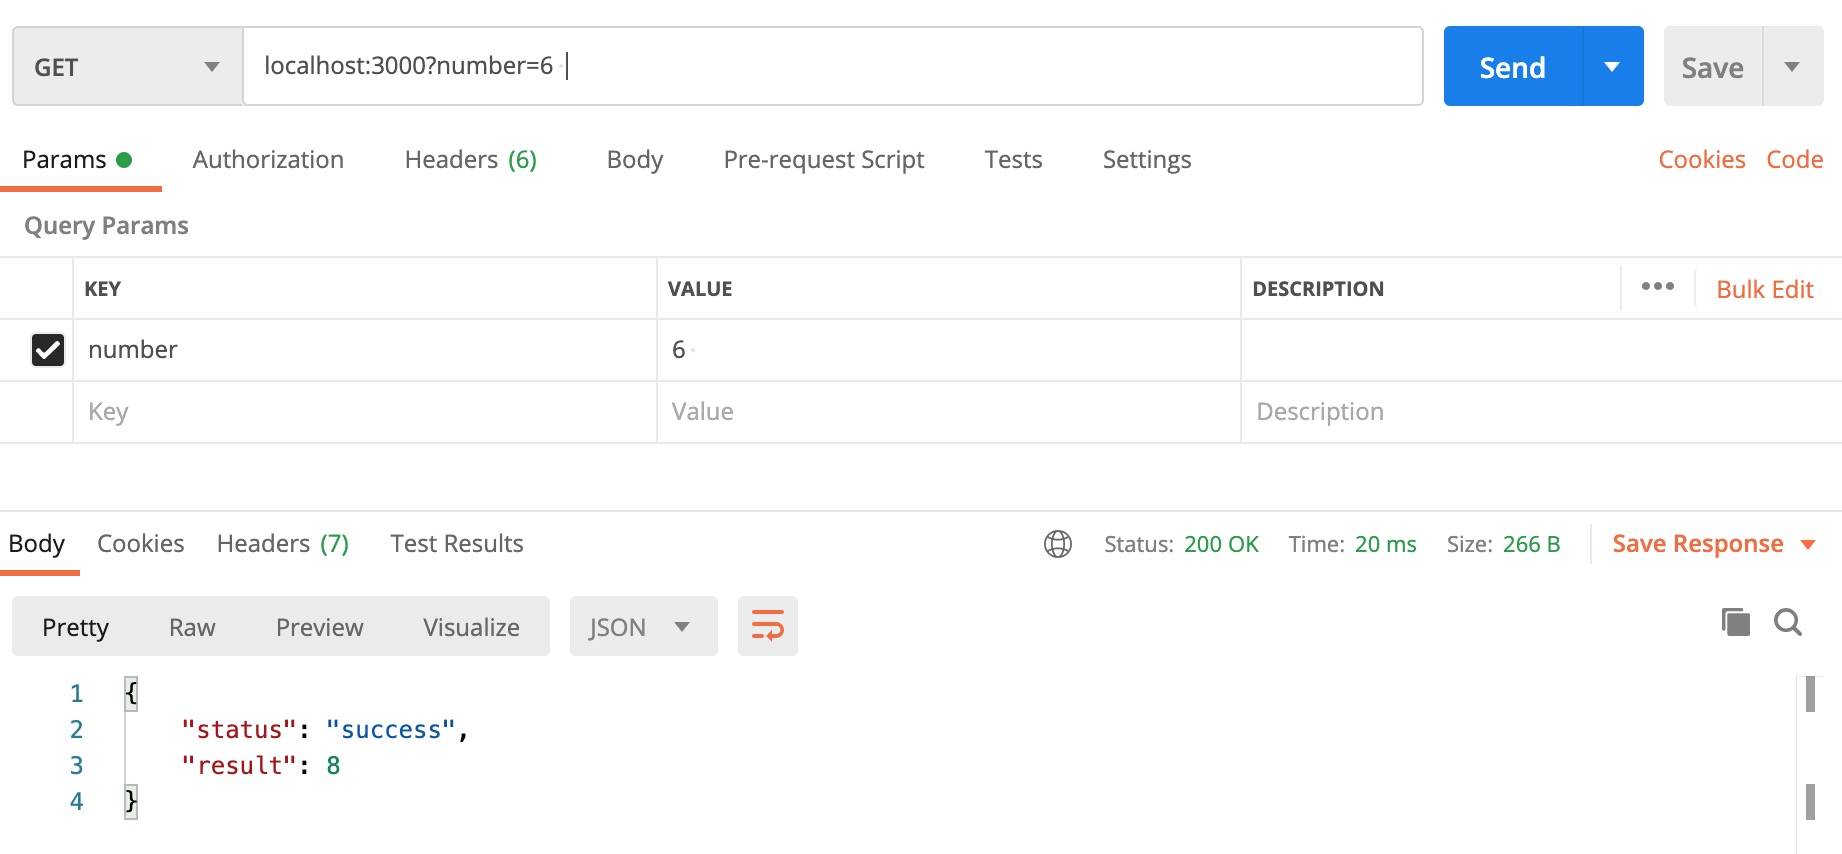 GET localhost:3000?number=6 Send Save
Params Authorization Headers (6) Body Pre-request Script Tests Settings Cookies Code
Query Params
KEY VALUE DESCRIPTION ••• Bulk Edit
number 6
Key Value Description
Body Cookies Headers (7) Test Results Status: 200 OK Time: 20 ms Size: 266 B Save Response
Pretty Raw Preview Visualize JSON
1 {
2 "status": "success",
3 "result": 8
4 }